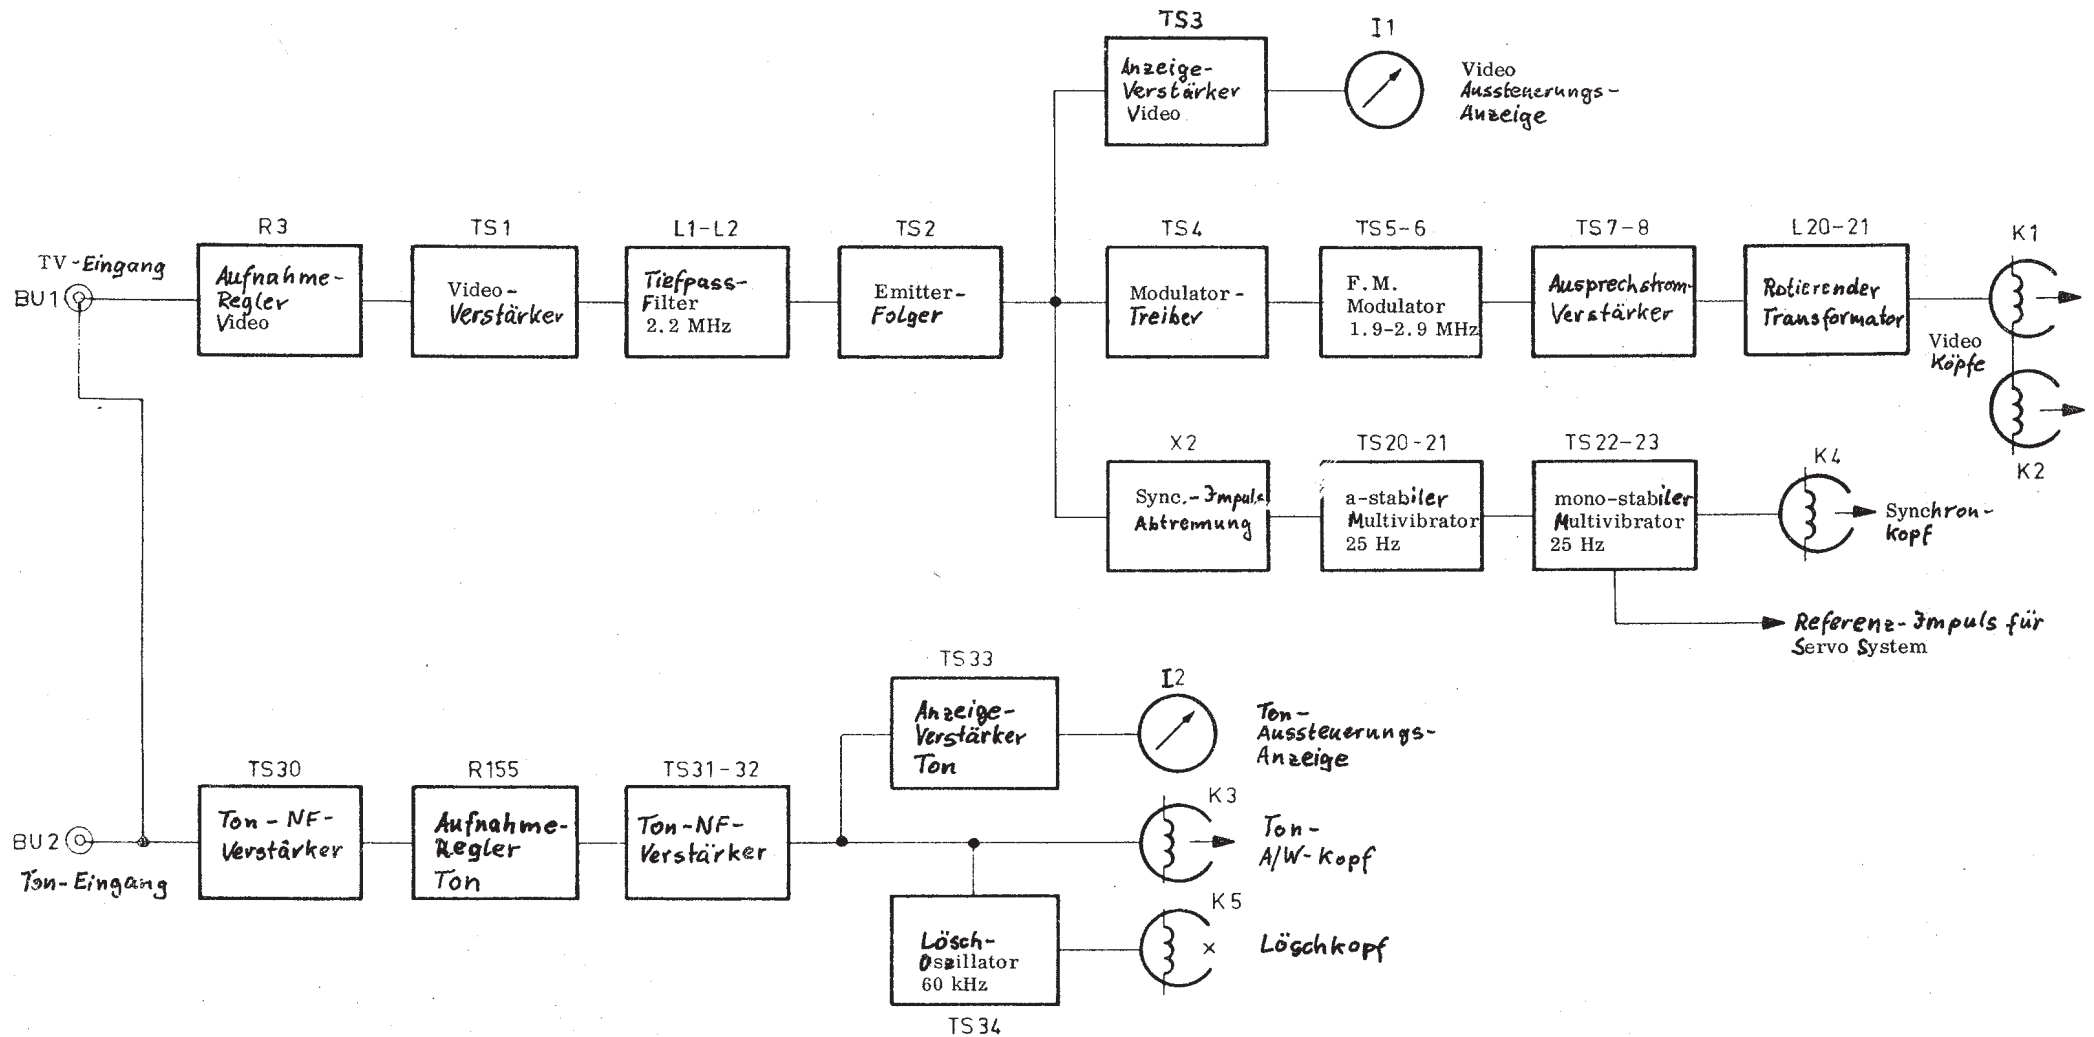 TS3
Anzeige-
Verstärker
Video
I1
Video
Aussteuerungs-
Anzeige
TV-Eingang
BU1
R3
Aufnahme-
Regler
Video
TS1
Video-
Verstärker
L1-L2
Tiefpass-
Filter
2.2 MHz
TS2
Emitter-
Folger
TS4
Modulator-
Treiber
TS5-6
F.M.
Modulator
1.9-2.9 MHz
TS7-8
Ausprechstrom-
Verstärker
L20-21
Rotierender
Transformator
K1
Video
Köpfe
K2
X2
Sync.-Impuls
Abtrennung
TS20-21
a-stabiler
Multivibrator
25 Hz
TS22-23
mono-stabiler
Multivibrator
25 Hz
K4
Synchron-
kopf
Referenz-Impuls für
Servo System
BU2
Ton-Eingang
TS30
Ton-NF-
Verstärker
R155
Aufnahme-
Regler
Ton
TS31-32
Ton-NF-
Verstärker
TS33
Anzeige-
Verstärker
Ton
I2
Ton-
Aussteuerungs-
Anzeige
K3
Ton-
A/W-Kopf
Lösch-
Oszillator
60 kHz
TS34
K5
Löschkopf